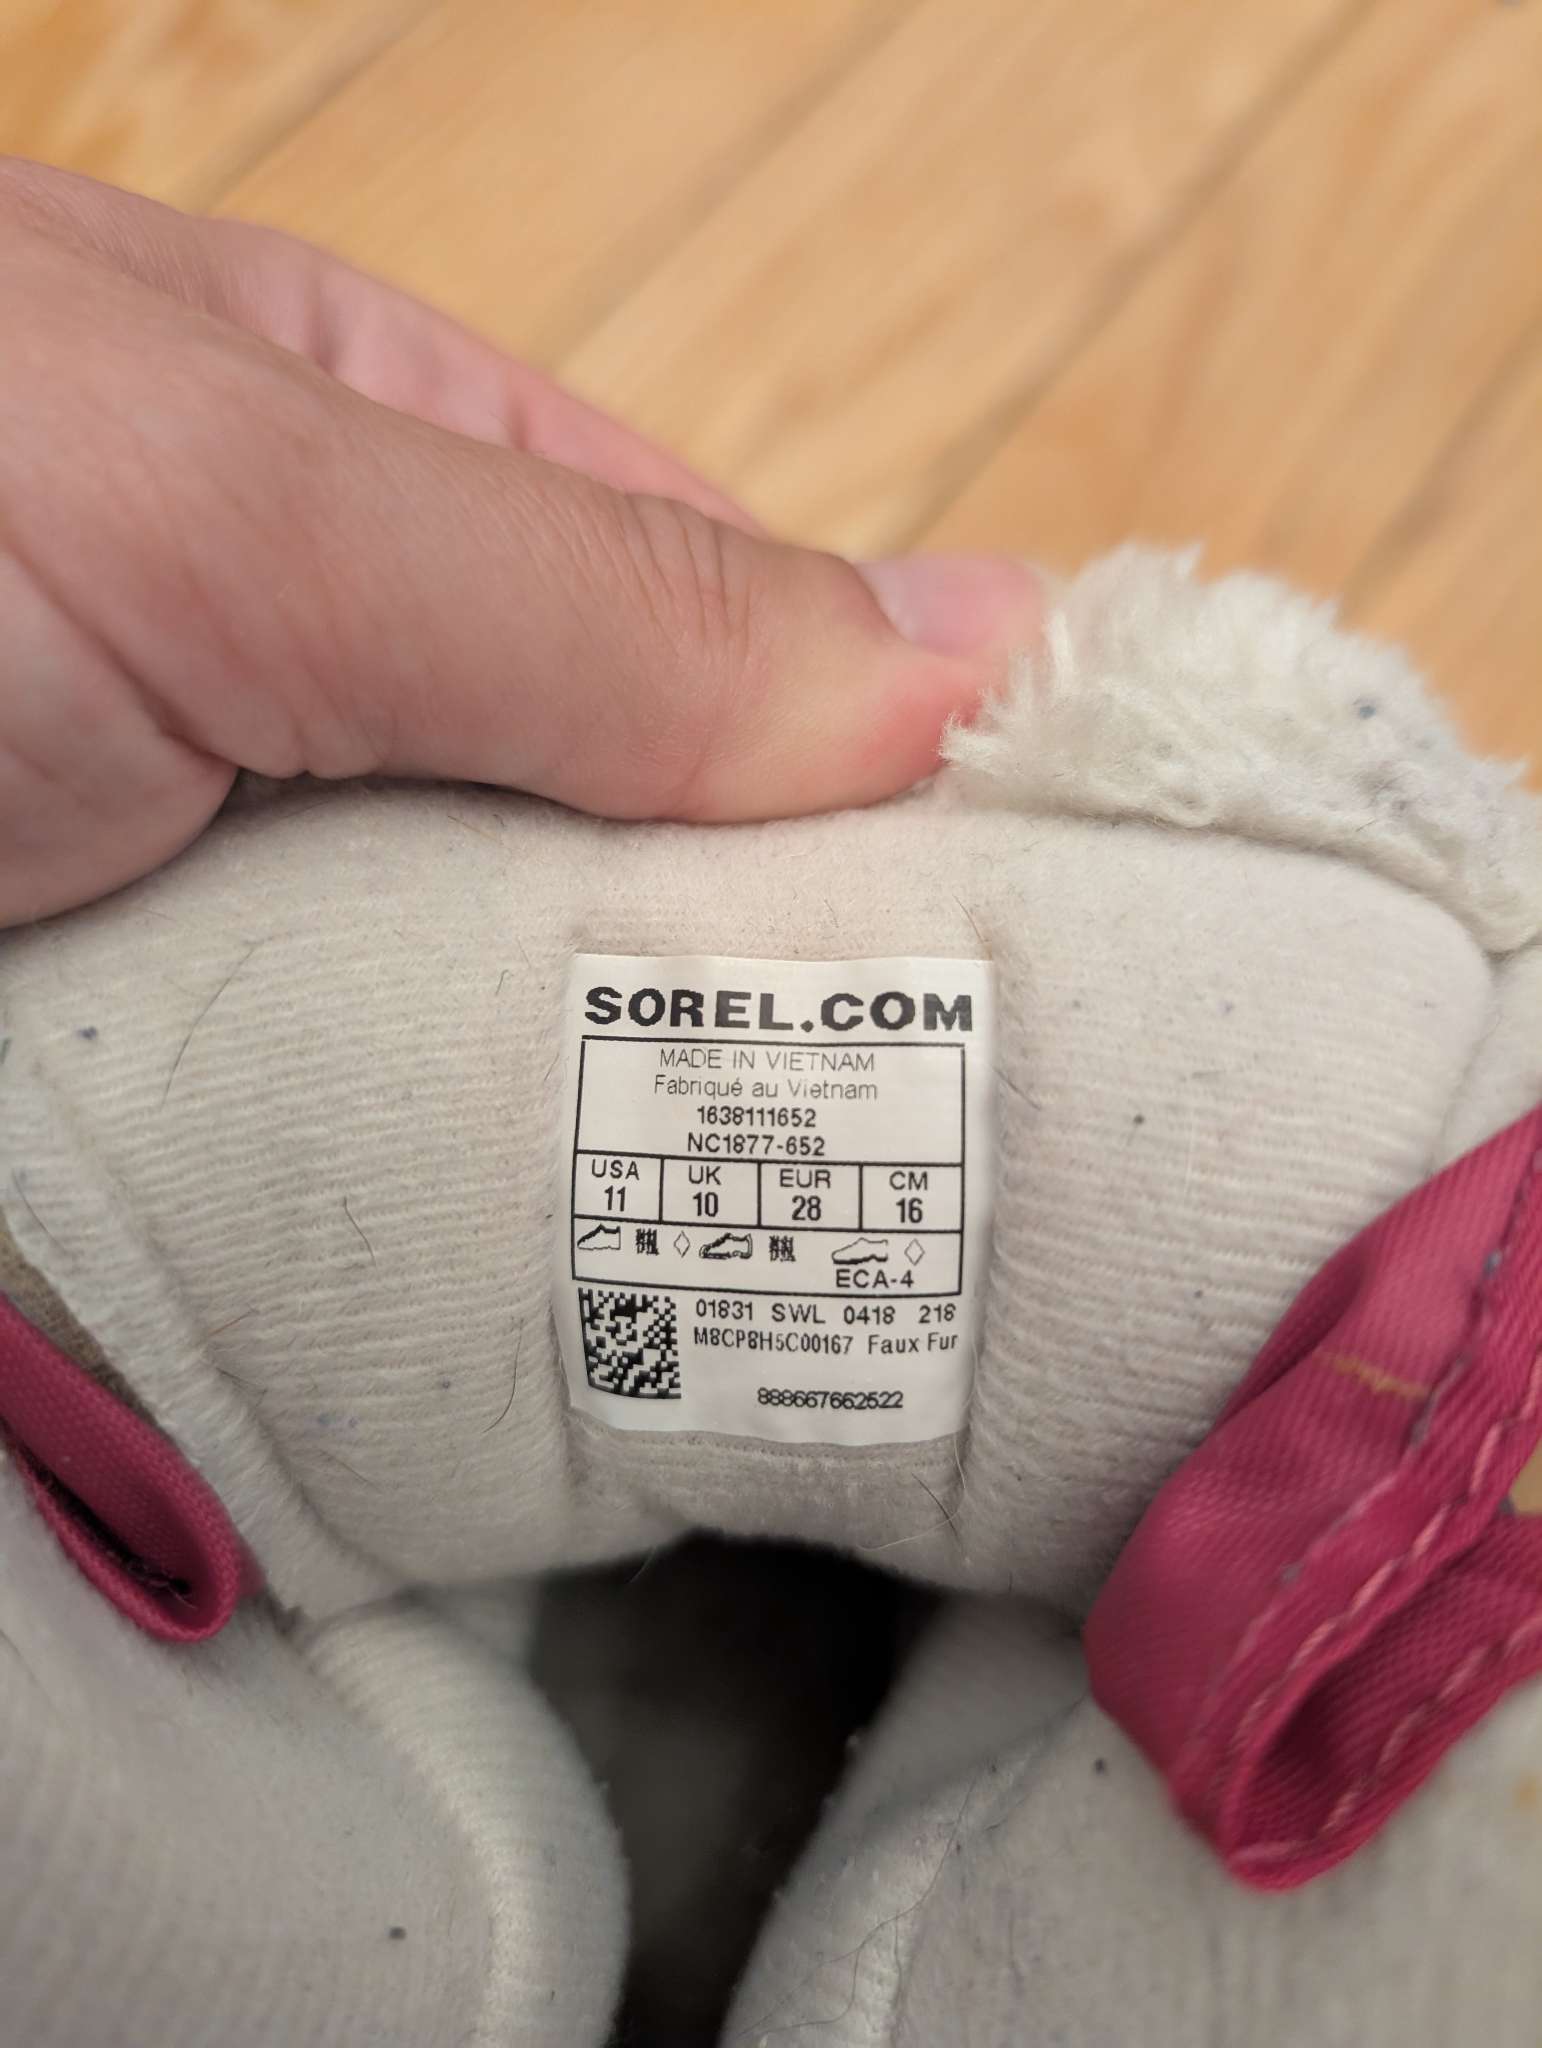 SOREL.COM
MADE IN VIETNAM
Fabriqué au Vietnam
1638111652
NC1877-652
USA UK EUR CM
11 10 28 16
ECA-4
01831 SWL 0418 218
M8CP8H5C00167 Faux Fur
888667662522